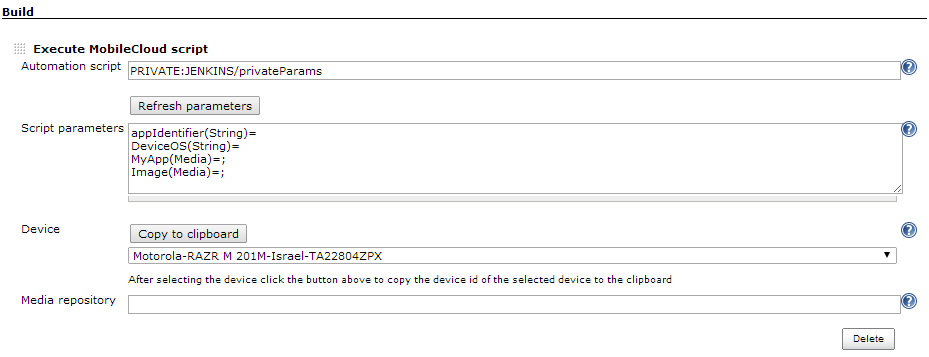 Build
Execute MobileCloud script
Automation script
PRIVATE:JENKINS/privateParams
Refresh parameters
Script parameters
appIdentifier(String)=
DeviceOS(String)=
MyApp(Media)=;
Image(Media)=;
Device
Copy to clipboard
Motorola-RAZR M 201M-Israel-TA22804ZPX
After selecting the device click the button above to copy the device id of the selected device to the clipboard
Media repository
Delete